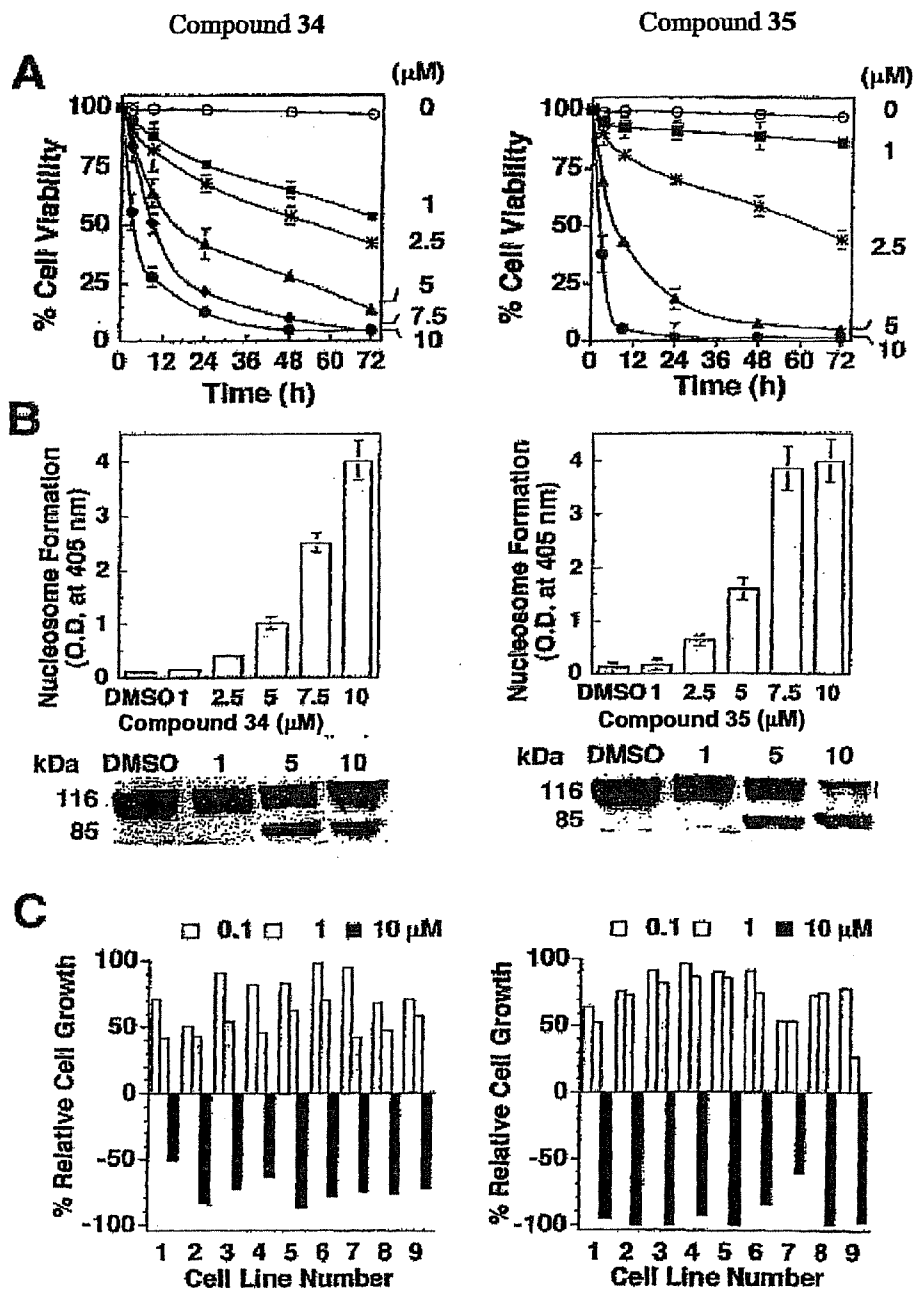 Compound 34
Compound 35
A
(µM)
100
75
50
25
0
% Cell Viability
0
1
2.5
5
7.5
10
0 12 24 36 48 60 72
Time (h)
(µM)
100
75
50
25
0
% Cell Viability
0
1
2.5
5
10
0 12 24 36 48 60 72
Time (h)
B
4
3
2
1
0
Nucleosome Formation
(O.D. at 405 nm)
DMSO 1 2.5 5 7.5 10
Compound 34 (µM)
4
3
2
1
0
Nucleosome Formation
(O.D. at 405 nm)
DMSO 1 2.5 5 7.5 10
Compound 35 (µM)
kDa DMSO 1 5 10
116
85
kDa DMSO 1 5 10
116
85
C
0.1 1 10 µM
100
50
0
-50
-100
% Relative Cell Growth
1 2 3 4 5 6 7 8 9
Cell Line Number
0.1 1 10 µM
100
50
0
-50
-100
% Relative Cell Growth
1 2 3 4 5 6 7 8 9
Cell Line Number